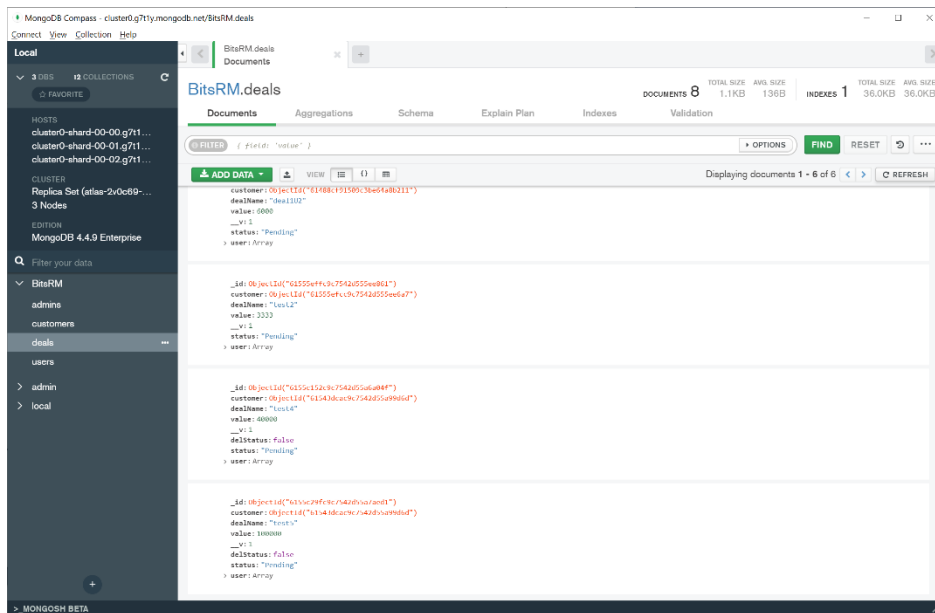 MongoDB Compass - cluster0.g7t1y.mongodb.net/BitsRM.deals
Connect View Collection Help
Local
3 DBS 12 COLLECTIONS
FAVORITE
HOSTS
cluster0-shard-00-00.g7t1...
cluster0-shard-00-01.g7t1...
cluster0-shard-00-02.g7t1...
CLUSTER
Replica Set (atlas-2v0c69-...
3 Nodes
EDITION
MongoDB 4.4.9 Enterprise
Filter your data
BitsRM
admins
customers
deals
users
admin
local
MONGOSH BETA
BitsRM.deals
Documents
BitsRM.deals
DOCUMENTS 8 TOTAL SIZE 1.1KB AVG. SIZE 136B INDEXES 1 TOTAL SIZE 36.0KB AVG. SIZE 36.0KB
Documents Aggregations Schema Explain Plan Indexes Validation
FILTER { field: 'value' } OPTIONS FIND RESET
ADD DATA VIEW Displaying documents 1 - 6 of 6 REFRESH
dealName: "deal1U2"
value: 6000
__v: 1
status: "Pending"
user: Array
dealName: "test2"
value: 3333
__v: 1
status: "Pending"
user: Array
dealName: "test4"
value: 40000
__v: 1
delStatus: false
status: "Pending"
user: Array
dealName: "test5"
value: 100000
__v: 1
delStatus: false
status: "Pending"
user: Array